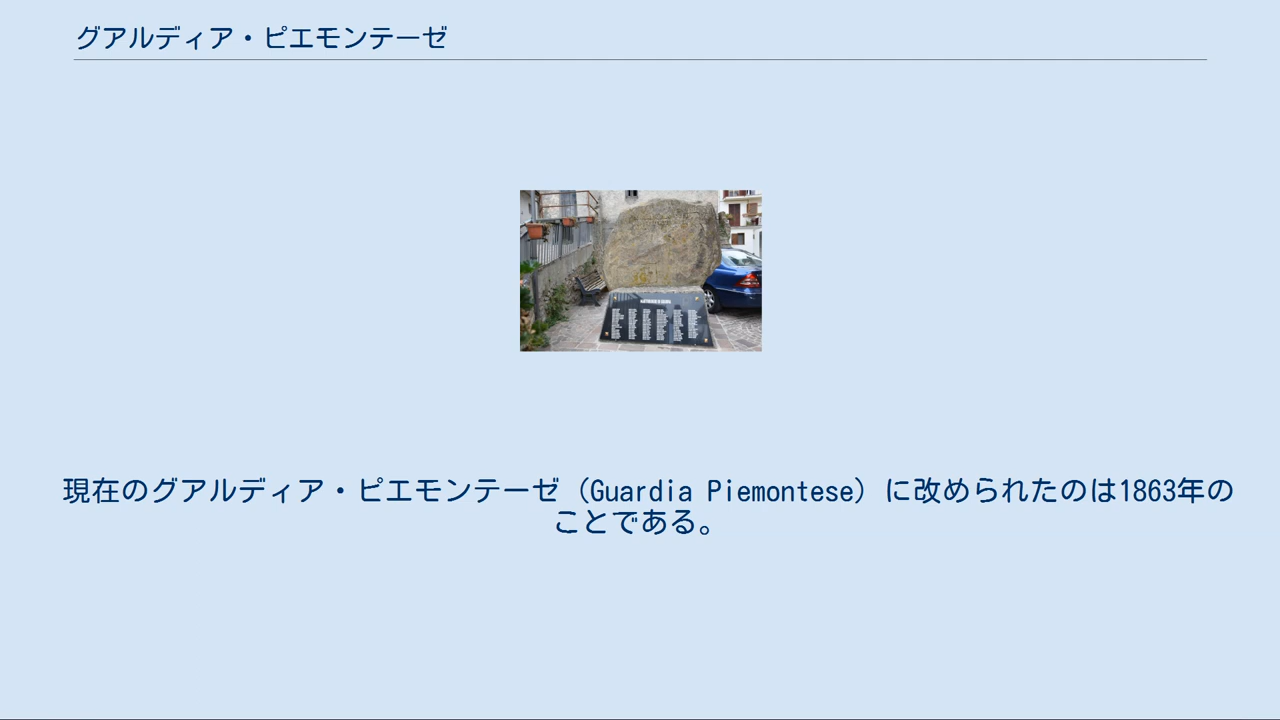 グアルディア・ピエモンテーゼ
現在のグアルディア・ピエモンテーゼ（Guardia Piemontese）に改められたのは1863年の
ことである。